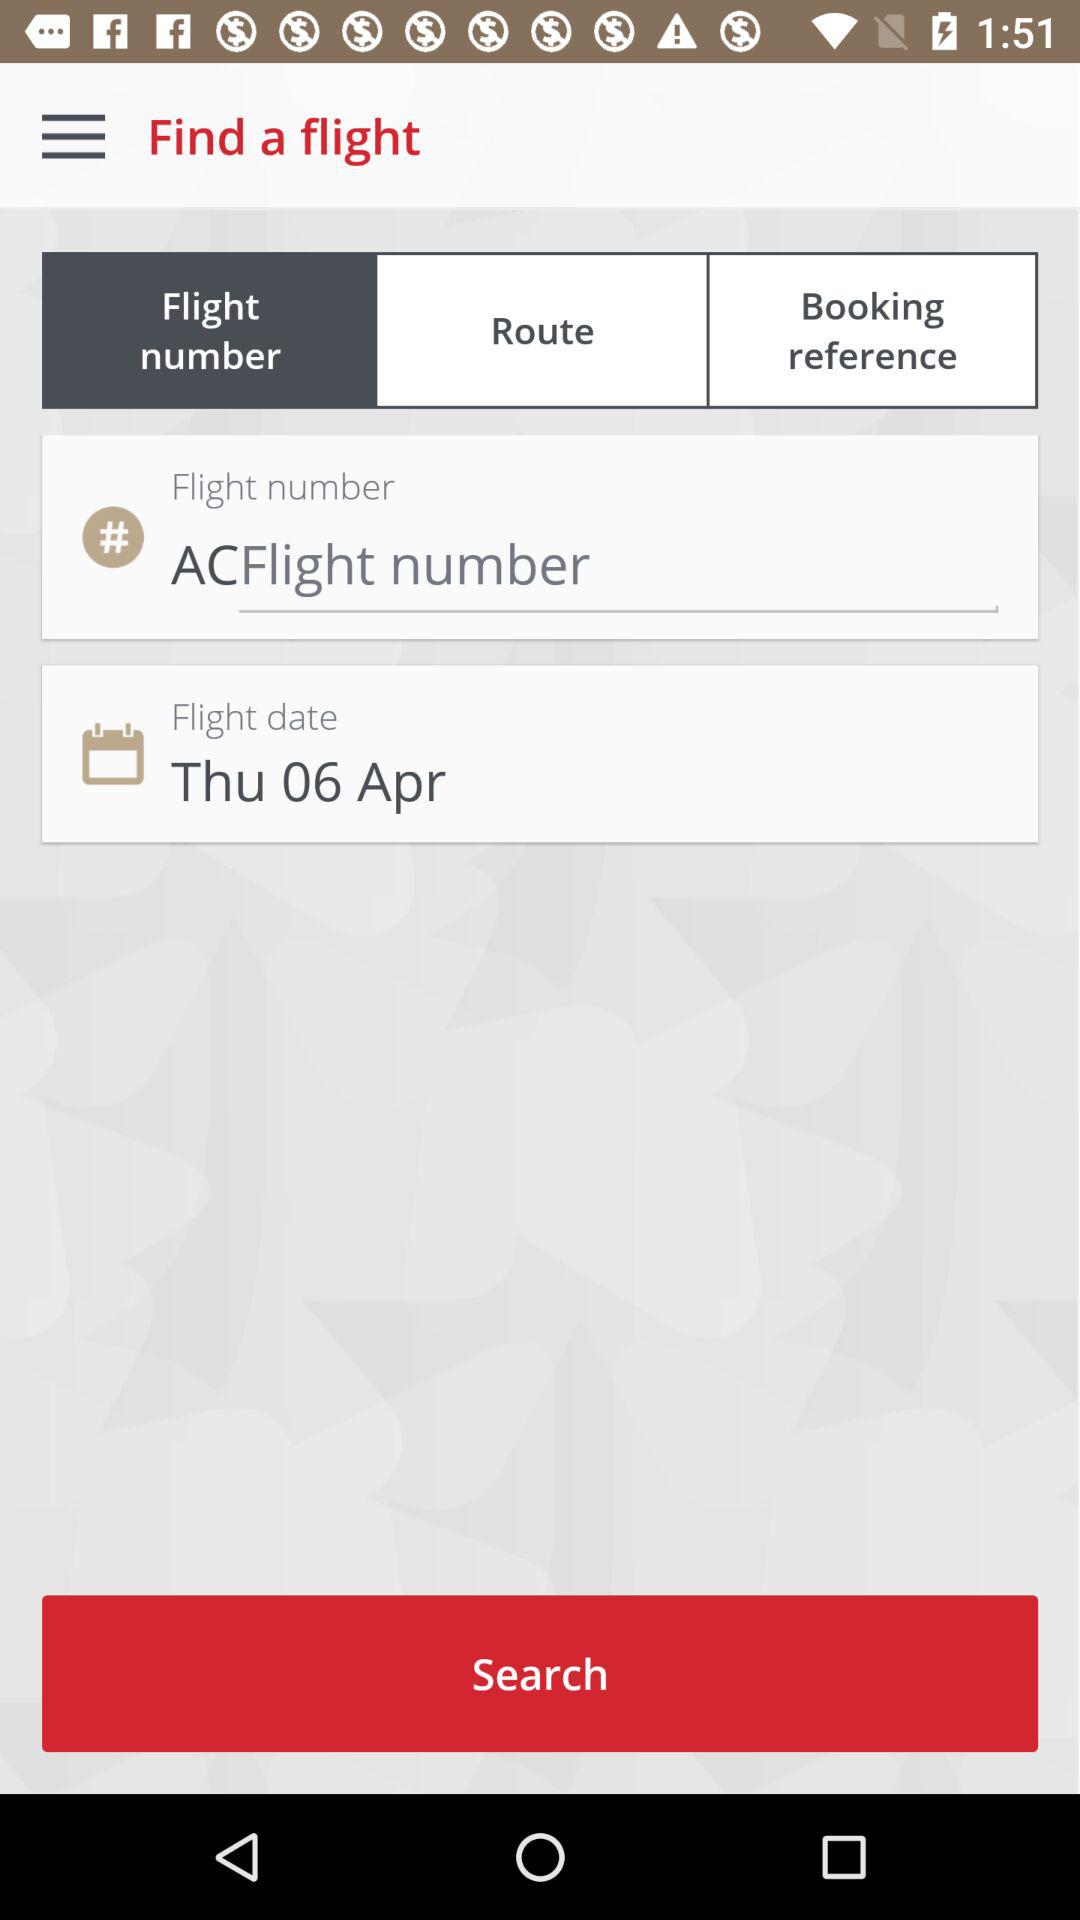 1:51
Find a flight
Flight
number
Route
Booking
reference
Flight number
#
ACFlight number
Flight date
Thu 06 Apr
Search